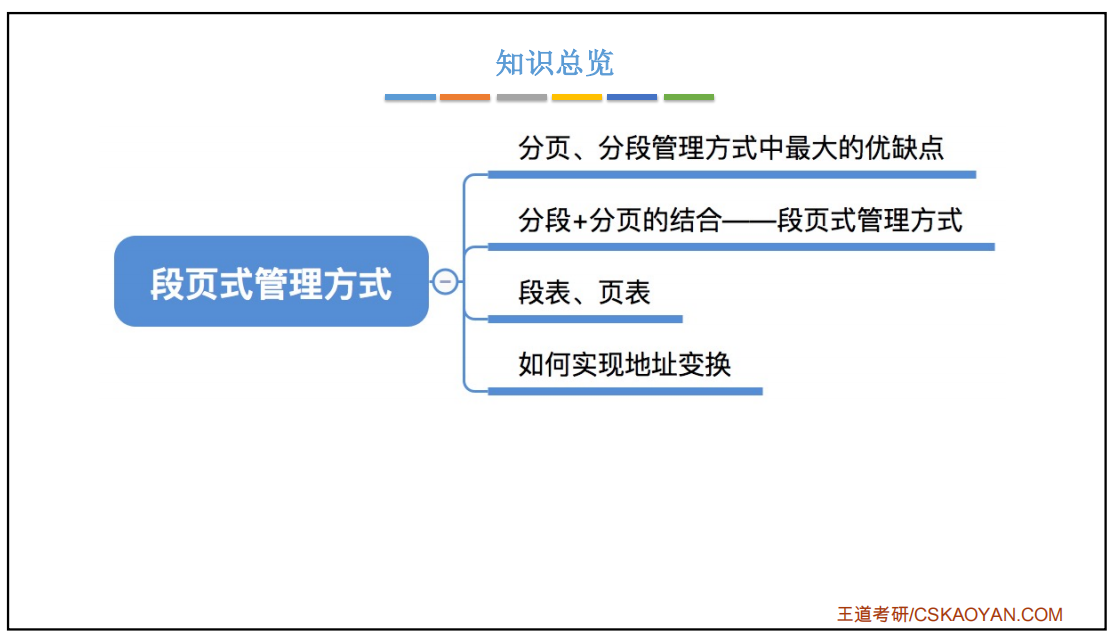 知识总览
分页、分段管理方式中最大的优缺点
分段+分页的结合——段页式管理方式
段页式管理方式
段表、页表
如何实现地址变换
王道考研/CSKAOYAN.COM